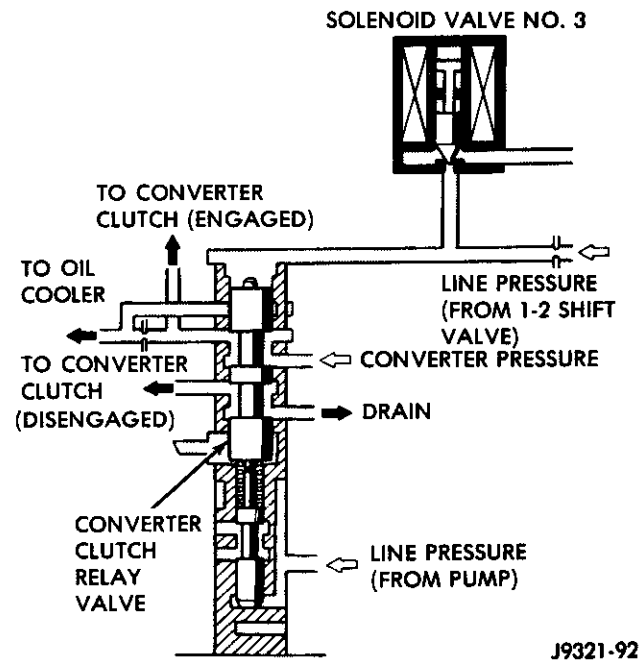 SOLENOID VALVE NO. 3
TO CONVERTER
CLUTCH (ENGAGED)
TO OIL
COOLER
LINE PRESSURE
(FROM 1-2 SHIFT
VALVE)
CONVERTER PRESSURE
TO CONVERTER
CLUTCH
(DISENGAGED)
DRAIN
CONVERTER
CLUTCH
RELAY
VALVE
LINE PRESSURE
(FROM PUMP)
J9321-92